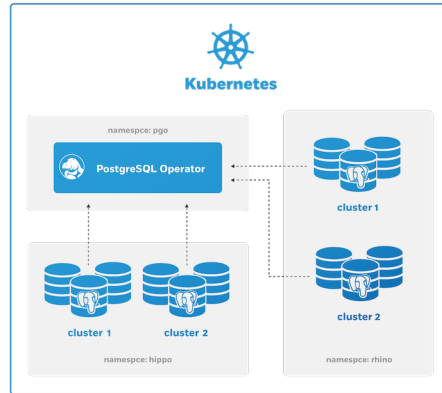 Kubernetes
namespce: pgo
PostgreSQL Operator
cluster 1
cluster 2
namespce: rhino
cluster 1
cluster 2
namespce: hippo